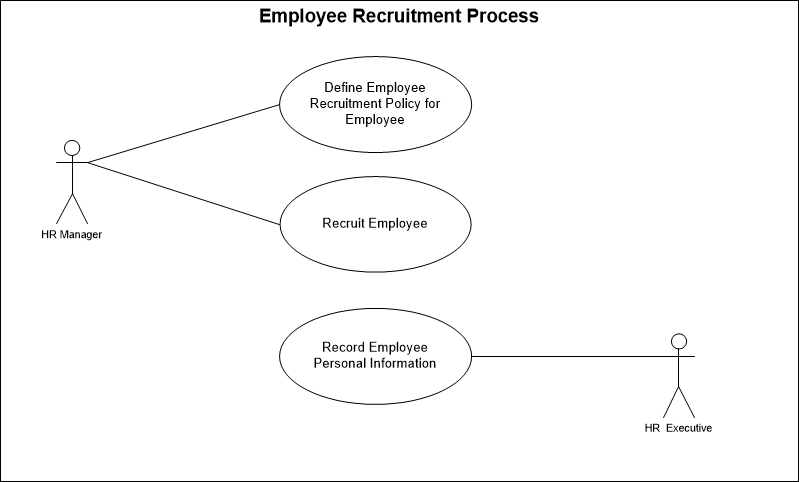 Employee Recruitment Process
Define Employee
Recruitment Policy for
Employee
HR Manager
Recruit Employee
Record Employee
Personal Information
HR  Executive